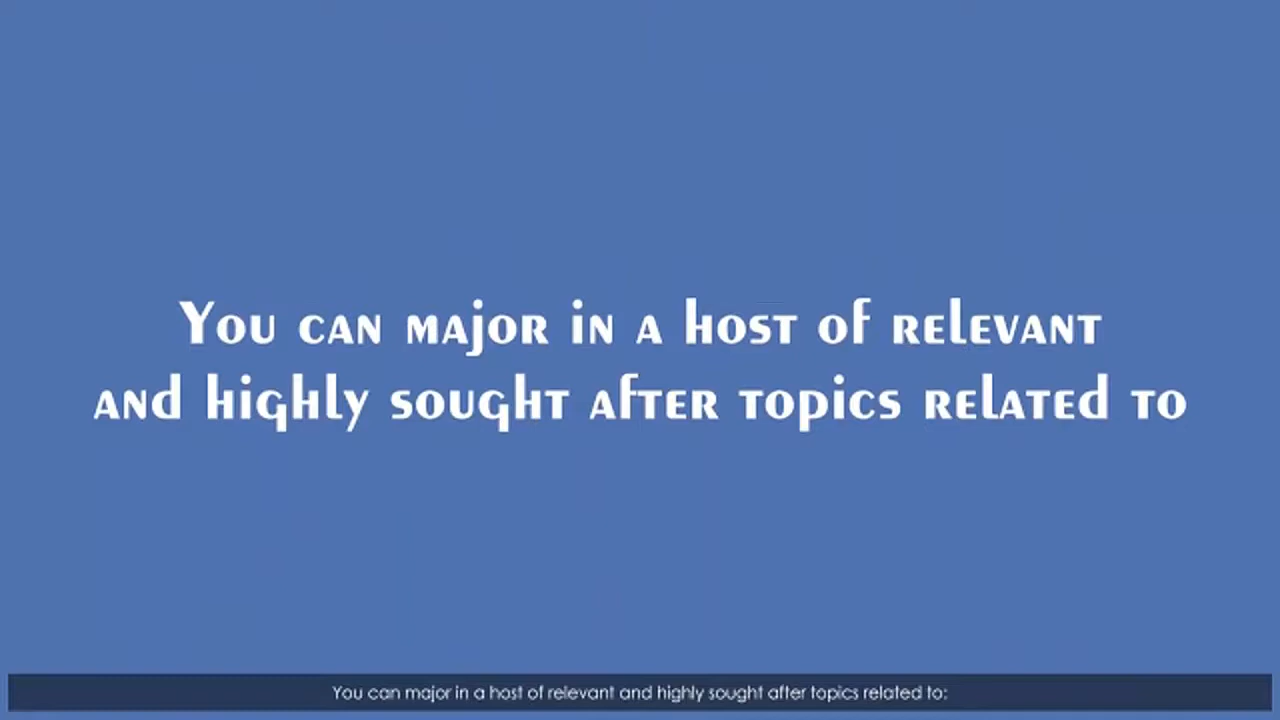 You can major in a host of relevant
and highly sought after topics related to
You can major in a host of relevant and highly sought after topics related to: